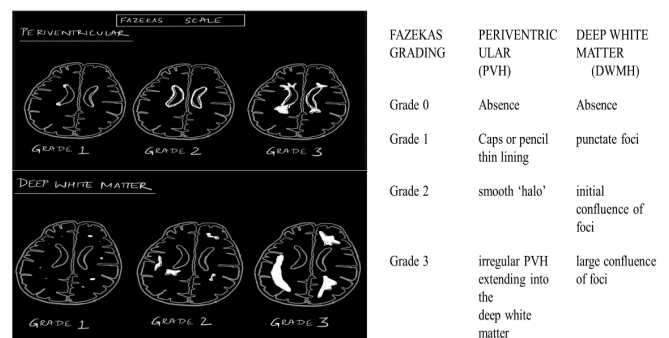 FAZEKAS SCALE
PERIVENTRICULAR
GRADE 1
GRADE 2
GRADE 3
DEEP WHITE MATTER
GRADE 1
GRADE 2
GRADE 3
FAZEKAS GRADING
PERIVENTRIC
ULAR
(PVH)
DEEP WHITE
MATTER
(DWMH)
Grade 0
Absence
Absence
Grade 1
Caps or pencil
thin lining
punctate foci
Grade 2
smooth ‘halo’
initial
confluence of
foci
Grade 3
irregular PVH
extending into
the
deep white
matter
large confluence
of foci